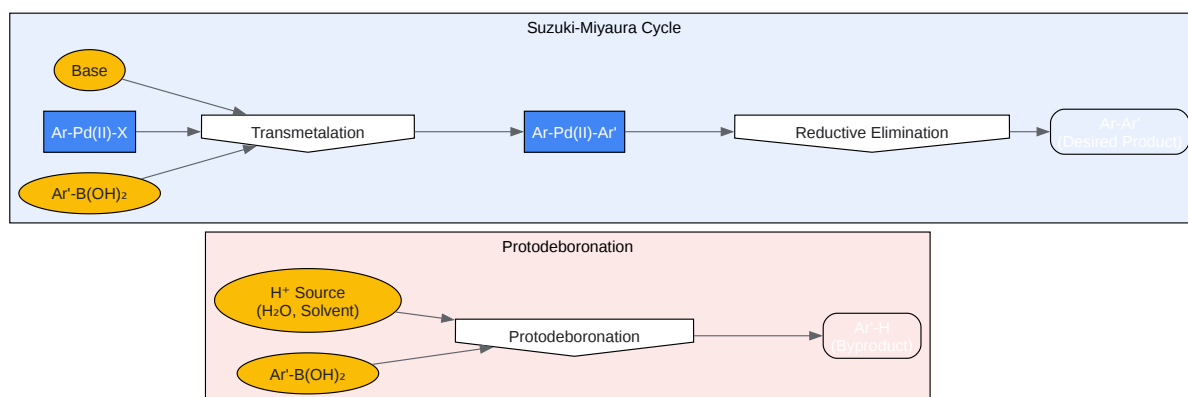 Suzuki-Miyaura Cycle
Base
Ar-Pd(II)-X
Transmetalation
Ar-Pd(II)-Ar'
Reductive Elimination
Ar-Ar'
(Desired Product)
Ar'-B(OH)₂
Protodeboronation
H⁺ Source
(H₂O, Solvent)
Protodeboronation
Ar'-H
(Byproduct)
Ar'-B(OH)₂